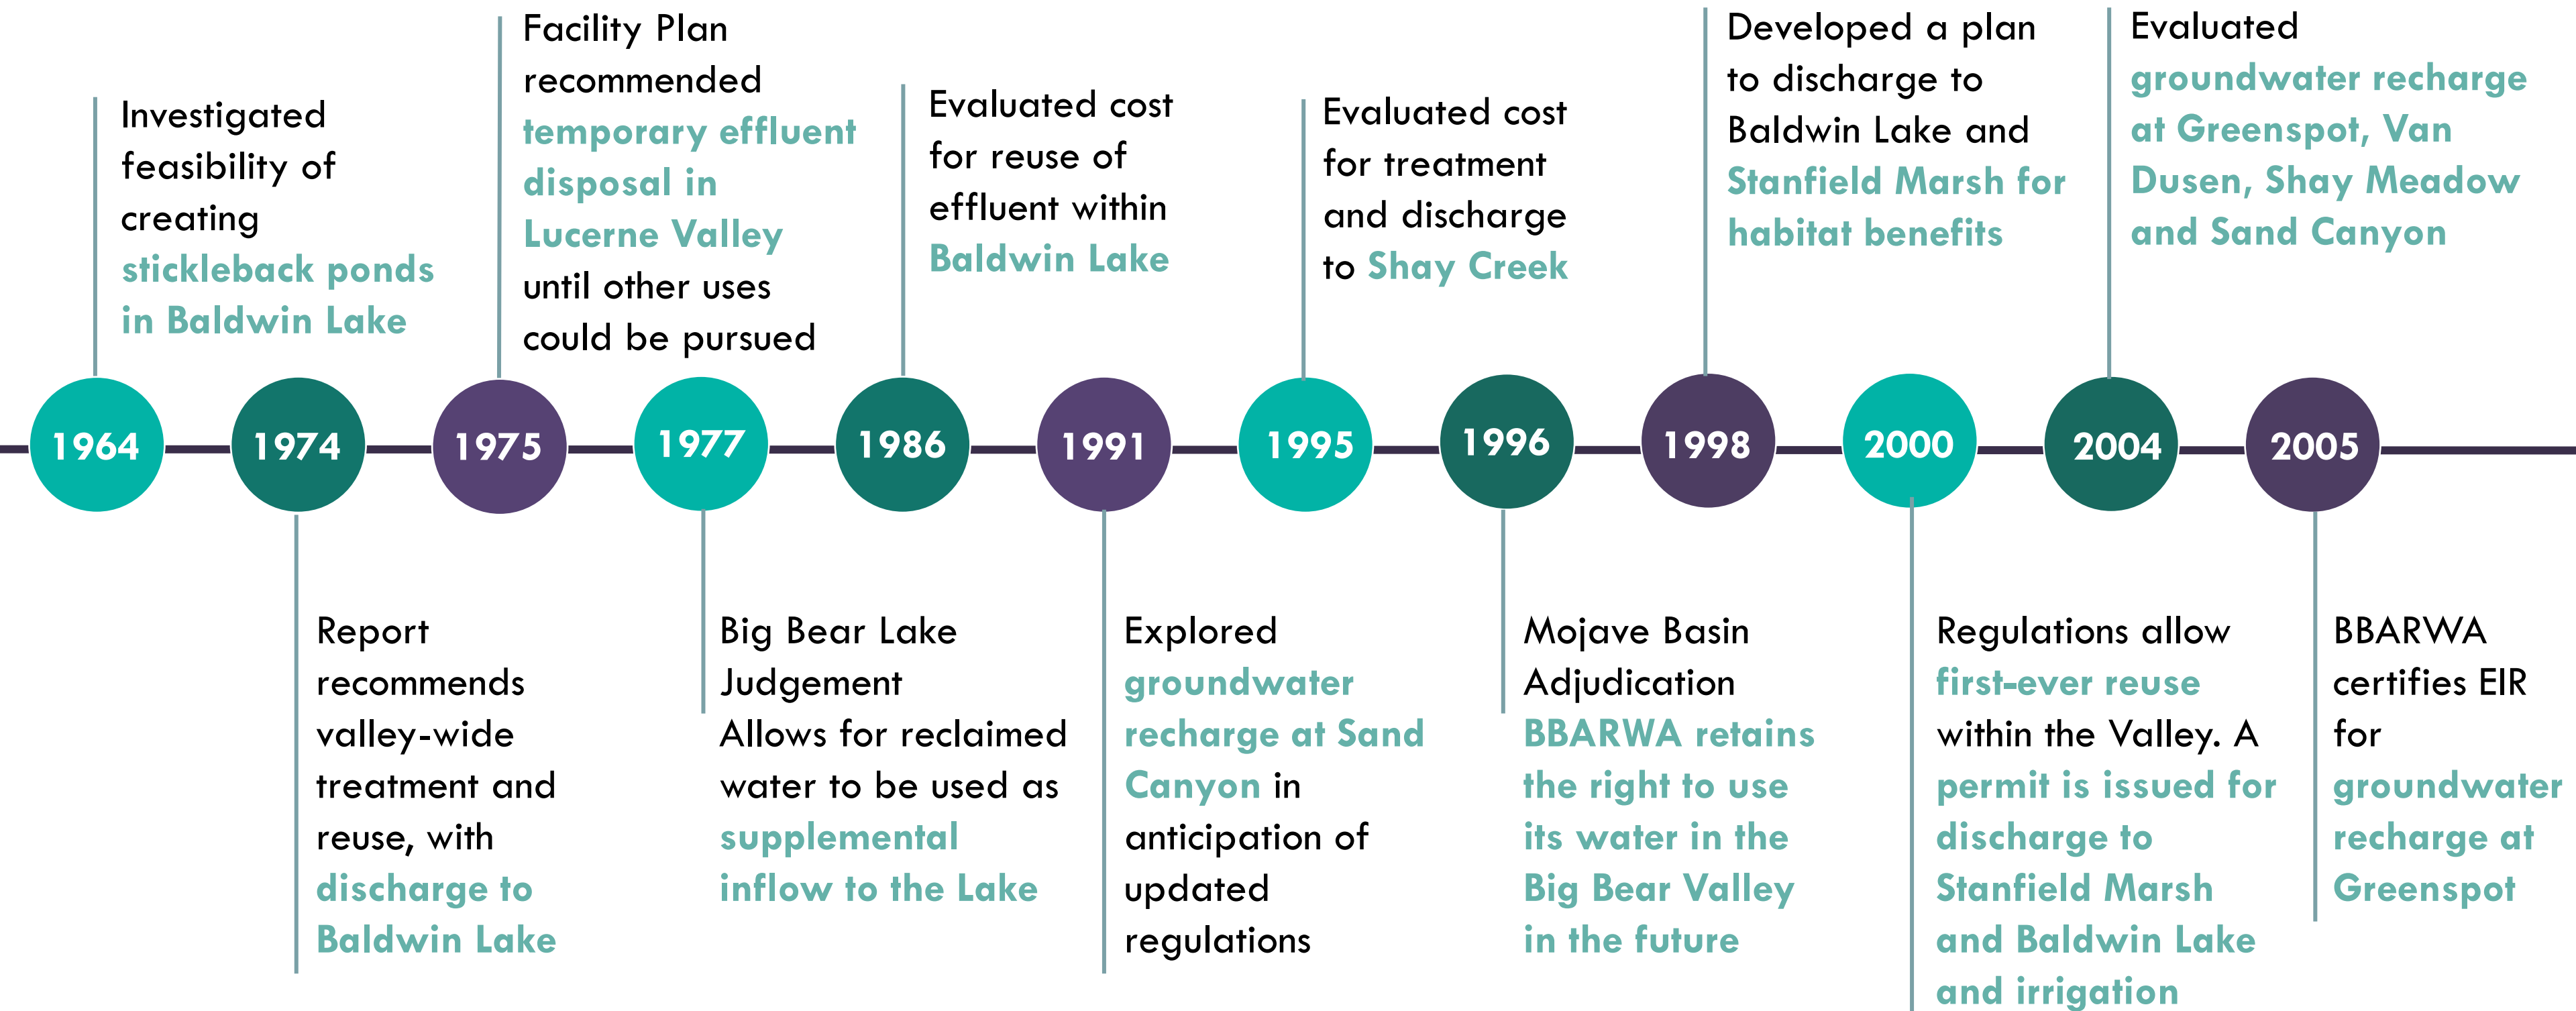 Investigated
feasibility of
creating
stickleback ponds
in Baldwin Lake
Facility Plan
recommended
temporary effluent
disposal in
Lucerne Valley
until other uses
could be pursued
Evaluated cost
for reuse of
effluent within
Baldwin Lake
Evaluated cost
for treatment
and discharge
to Shay Creek
Developed a plan
to discharge to
Baldwin Lake and
Stanfield Marsh for
habitat benefits
Evaluated
groundwater recharge
at Greenspot, Van
Dusen, Shay Meadow
and Sand Canyon
1964
1974
1975
1977
1986
1991
1995
1996
1998
2000
2004
2005
Report
recommends
valley-wide
treatment and
reuse, with
discharge to
Baldwin Lake
Big Bear Lake
Judgement
Allows for reclaimed
water to be used as
supplemental
inflow to the Lake
Explored
groundwater
recharge at Sand
Canyon in
anticipation of
updated
regulations
Mojave Basin
Adjudication
BBARWA retains
the right to use
its water in the
Big Bear Valley
in the future
Regulations allow
first-ever reuse
within the Valley. A
permit is issued for
discharge to
Stanfield Marsh
and Baldwin Lake
and irrigation
BBARWA
certifies EIR
for
groundwater
recharge at
Greenspot